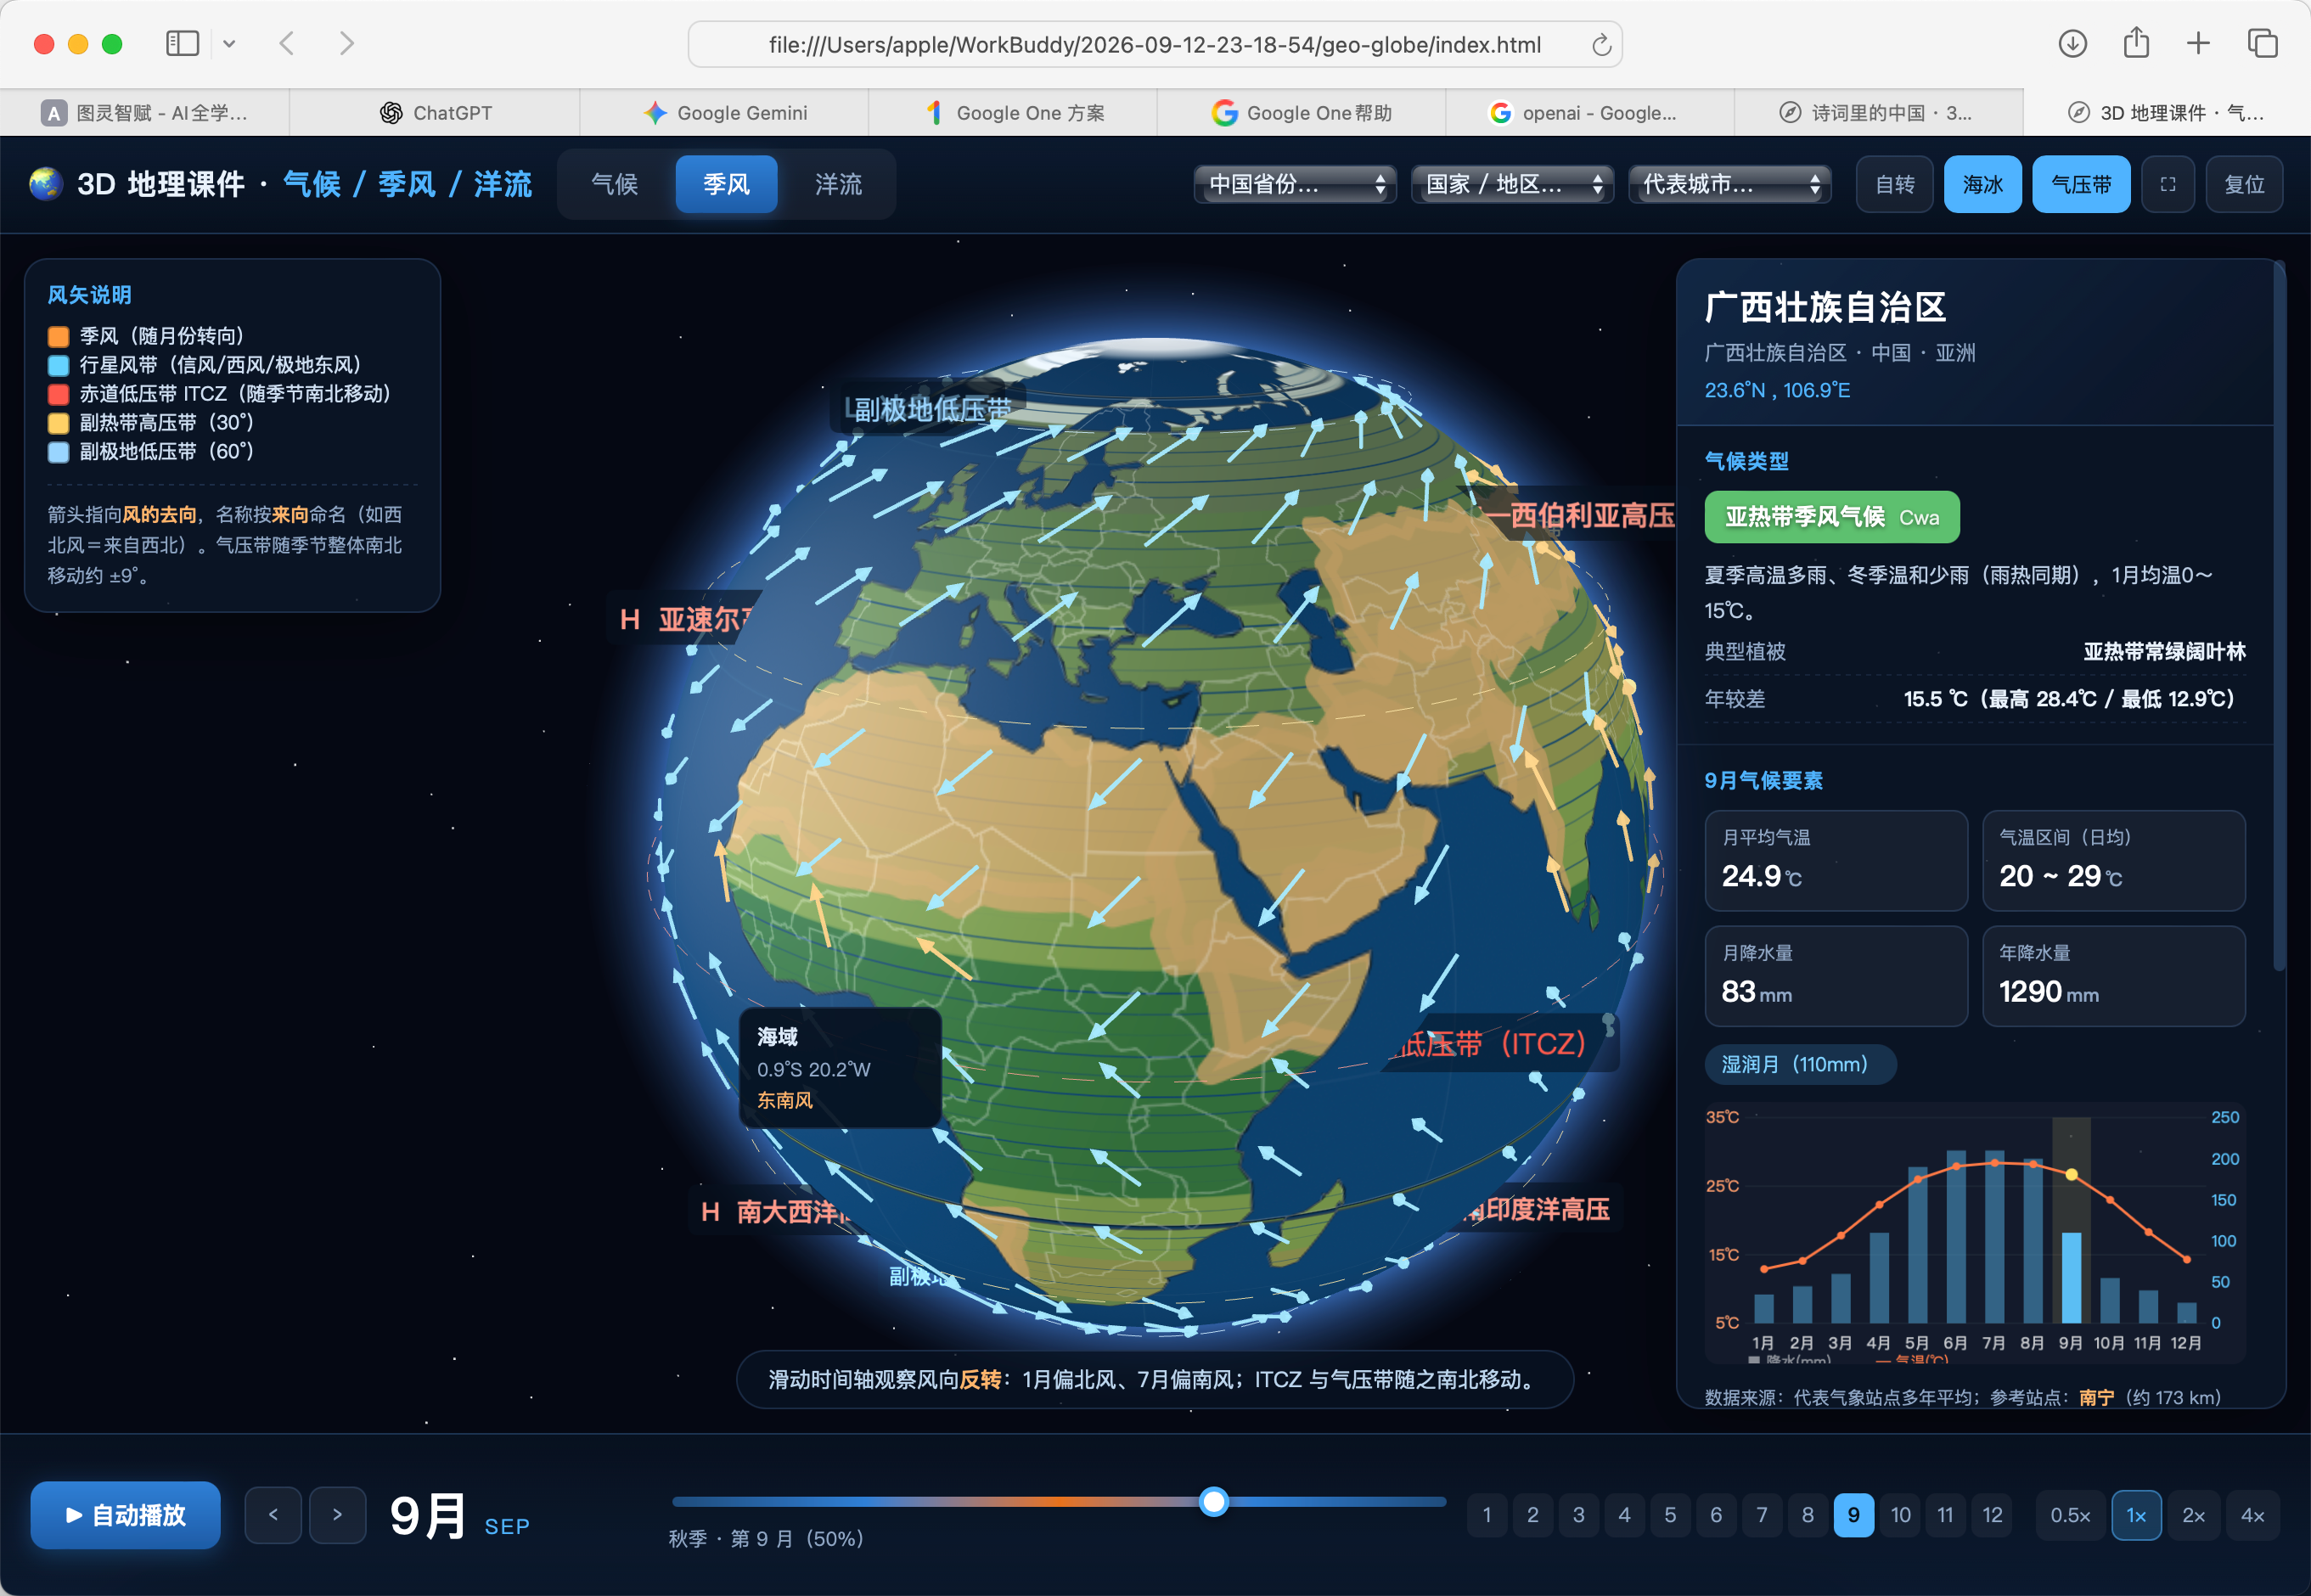 file:///Users/apple/WorkBuddy/2026-09-12-23-18-54/geo-globe/index.html
A 图灵智赋 - AI全学...
ChatGPT
Google Gemini
Google One 方案
Google One帮助
openai - Google...
诗词里的中国 · 3...
3D 地理课件 · 气...
3D 地理课件 · 气候 / 季风 / 洋流
气候
季风
洋流
中国省份...
国家 / 地区...
代表城市...
自转
海冰
气压带
复位
风矢说明
季风（随月份转向）
行星风带（信风/西风/极地东风）
赤道低压带 ITCZ（随季节南北移动）
副热带高压带（30°）
副极地低压带（60°）
箭头指向风的去向，名称按来向命名（如西
北风＝来自西北）。气压带随季节整体南北
移动约 ±9°。
L副极地低压带
西伯利亚高压
H 亚速尔
低压带（ITCZ）
海域
0.9°S 20.2°W
东南风
H 南大西洋
印度洋高压
副极
滑动时间轴观察风向反转：1月偏北风、7月偏南风；ITCZ 与气压带随之南北移动。
广西壮族自治区
广西壮族自治区 · 中国 · 亚洲
23.6°N , 106.9°E
气候类型
亚热带季风气候 Cwa
夏季高温多雨、冬季温和少雨（雨热同期），1月均温0～
15℃。
典型植被 亚热带常绿阔叶林
年较差 15.5 ℃（最高 28.4℃ / 最低 12.9℃）
9月气候要素
月平均气温
24.9℃
气温区间（日均）
20 ~ 29℃
月降水量
83mm
年降水量
1290mm
湿润月（110mm）
35℃
25℃
15℃
5℃
250
200
150
100
50
0
1月 2月 3月 4月 5月 6月 7月 8月 9月 10月 11月 12月
降水(mm) 气温(℃)
数据来源：代表气象站点多年平均；参考站点：南宁（约 173 km）
▶ 自动播放
<
>
9月 SEP
秋季 · 第 9 月（50%）
1 2 3 4 5 6 7 8 9 10 11 12
0.5× 1× 2× 4×